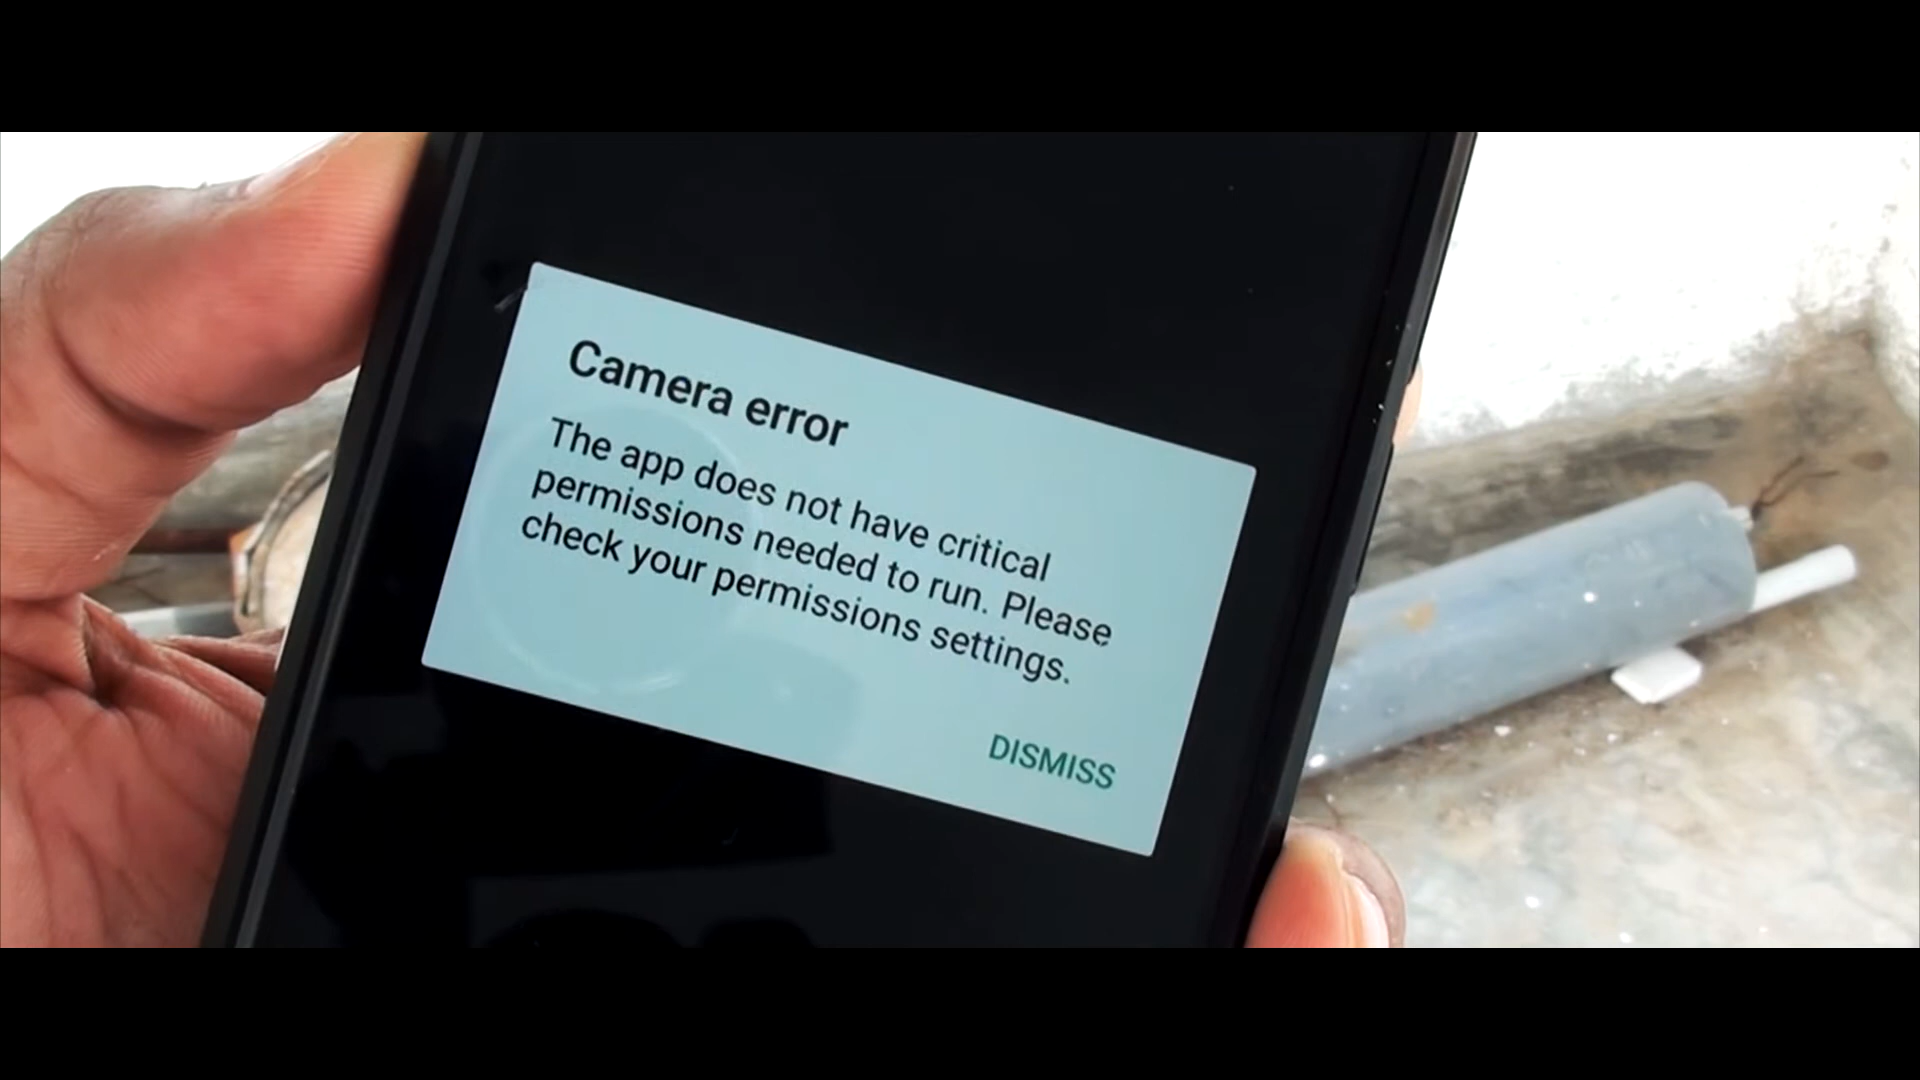 Camera error
The app does not have critical
permissions needed to run. Please
check your permissions settings.
DISMISS